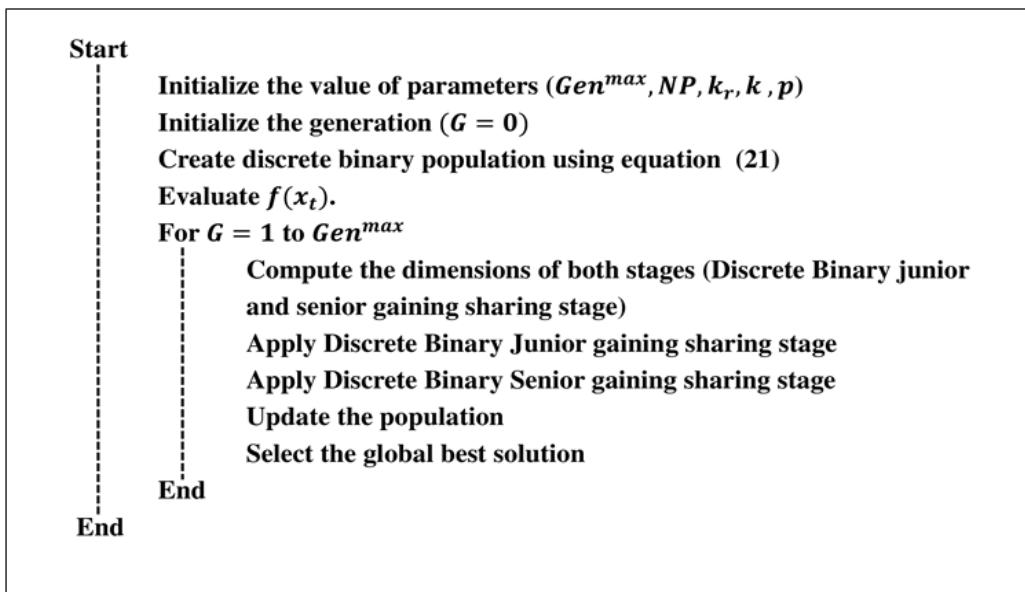 Start
Initialize the value of parameters (Gen^max, NP, k_r, k , p)
Initialize the generation (G = 0)
Create discrete binary population using equation (21)
Evaluate f(x_t).
For G = 1 to Gen^max
Compute the dimensions of both stages (Discrete Binary junior
and senior gaining sharing stage)
Apply Discrete Binary Junior gaining sharing stage
Apply Discrete Binary Senior gaining sharing stage
Update the population
Select the global best solution
End
End